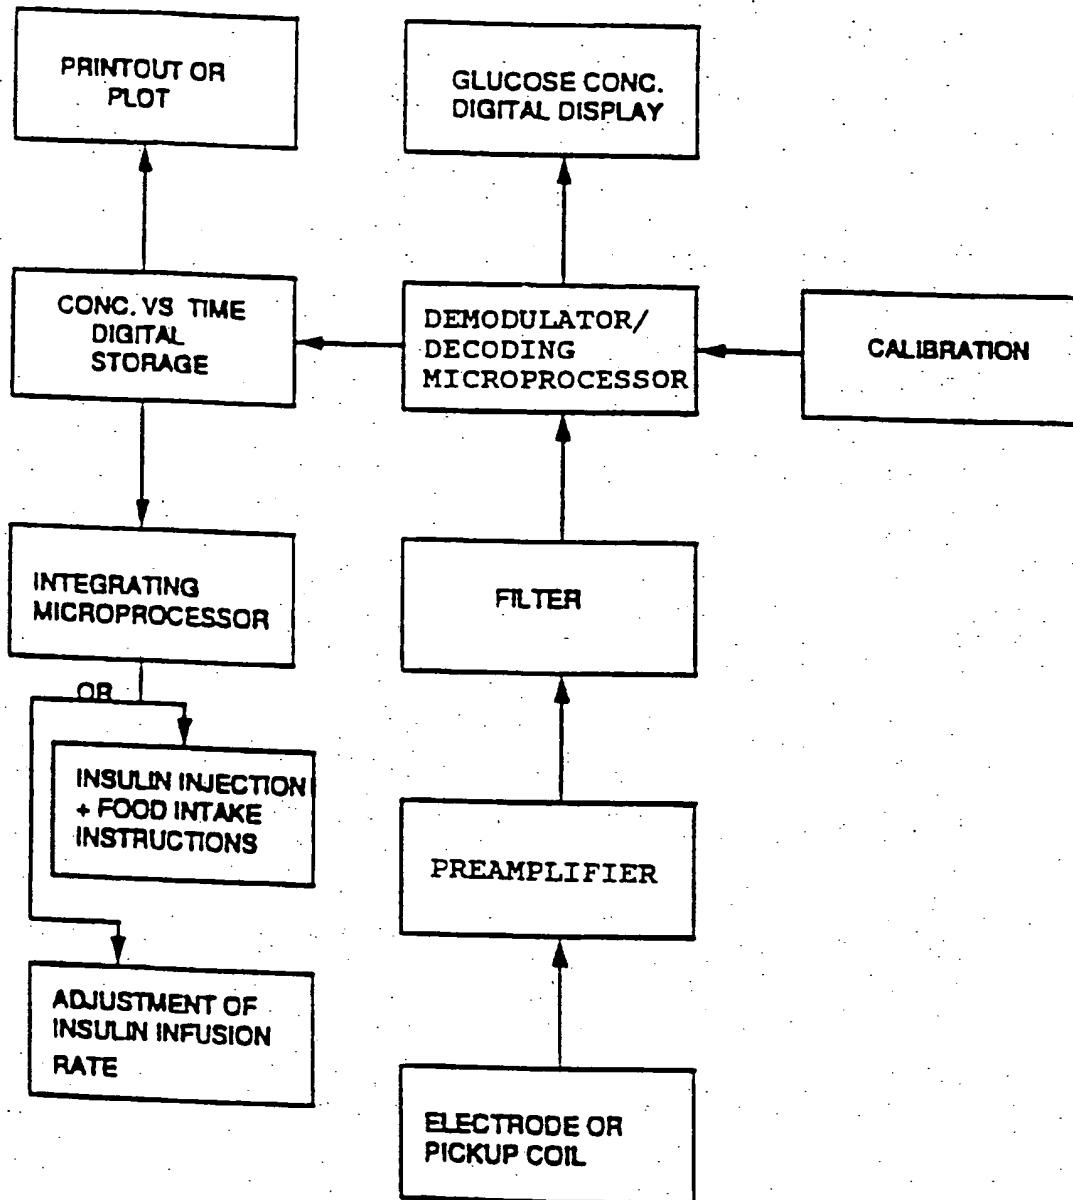 PRINTOUT OR
PLOT
GLUCOSE CONC.
DIGITAL DISPLAY
CONC. VS TIME
DIGITAL
STORAGE
DEMODULATOR/
DECODING
MICROPROCESSOR
CALIBRATION
INTEGRATING
MICROPROCESSOR
FILTER
OR
INSULIN INJECTION
+ FOOD INTAKE
INSTRUCTIONS
PREAMPLIFIER
ADJUSTMENT OF
INSULIN INFUSION
RATE
ELECTRODE OR
PICKUP COIL